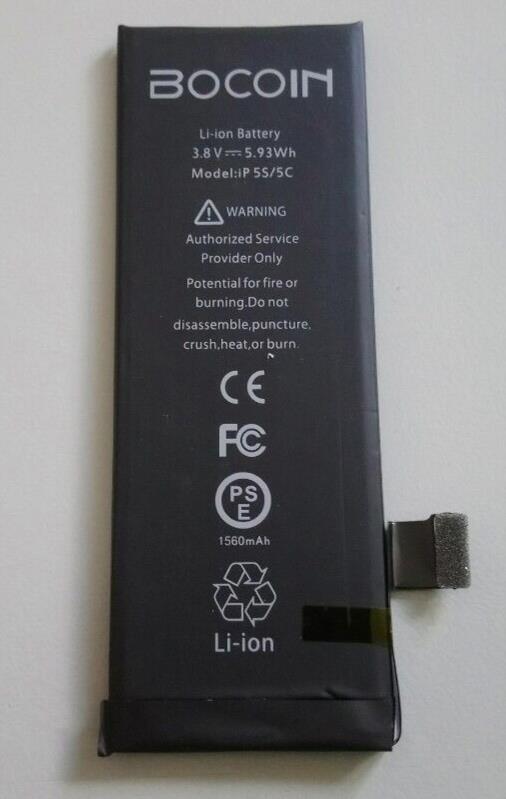 BOCOIN
Li-ion Battery
3.8V⎓5.93Wh
Model:iP 5S/5C
WARNING
Authorized Service
Provider Only
Potential for fire or
burning.Do not
disassemble,puncture,
crush,heat,or burn.
CE
FC
PS
E
1560mAh
Li-ion